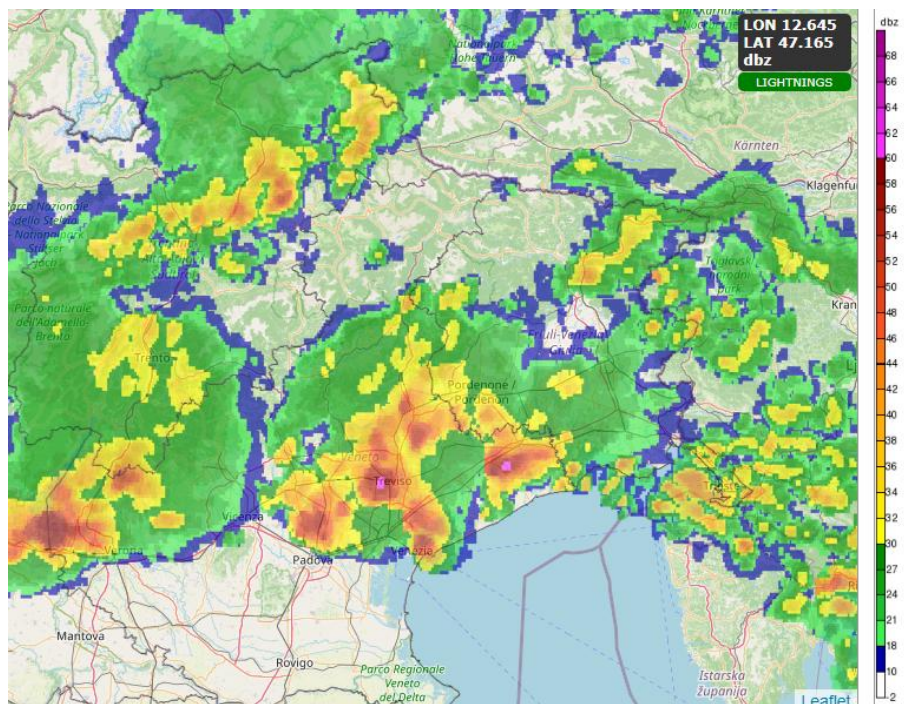 LON 12.645
LAT 47.165
dbz
LIGHTNINGS
dbz
68
66
64
62
60
58
56
54
52
50
48
46
44
42
40
38
36
34
32
30
27
24
21
18
10
-2
Nationalpark
Hohe Tauern
Kärnten
Klagenfu
Parco Nazionale
dello Stelvio
- Nationalpark
Stilfser
Joch
Triglavski
narodni
park
Kran
Parco naturale
dell'Adamello-
Brenta
Friuli-Venezia
Giulia
Trento
Pordenone /
Pordenon
Veneto
Treviso
Trieste
Vicenza
Verona
Padova
Venezia
Mantova
Rovigo
Parco Regionale
Veneto
del Delta
Istarska
županija
Leaflet